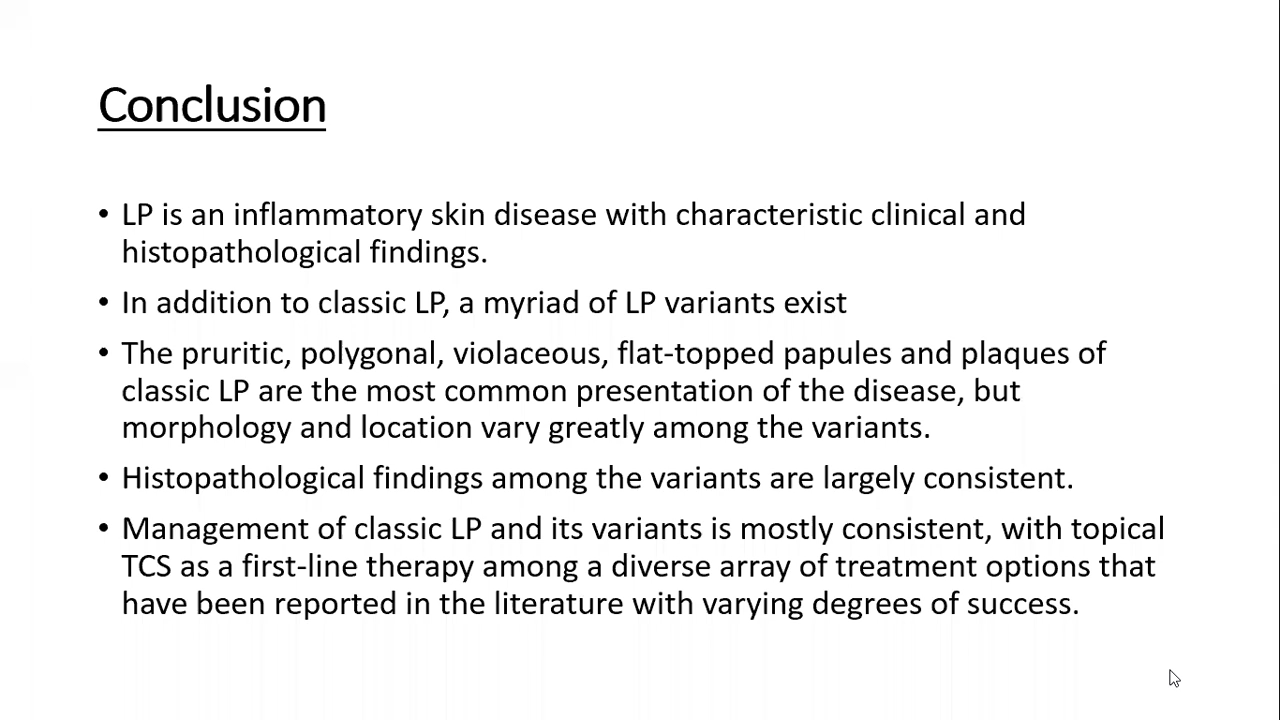 Conclusion
• LP is an inflammatory skin disease with characteristic clinical and
histopathological findings.
• In addition to classic LP, a myriad of LP variants exist
• The pruritic, polygonal, violaceous, flat-topped papules and plaques of
classic LP are the most common presentation of the disease, but
morphology and location vary greatly among the variants.
• Histopathological findings among the variants are largely consistent.
• Management of classic LP and its variants is mostly consistent, with topical
TCS as a first-line therapy among a diverse array of treatment options that
have been reported in the literature with varying degrees of success.